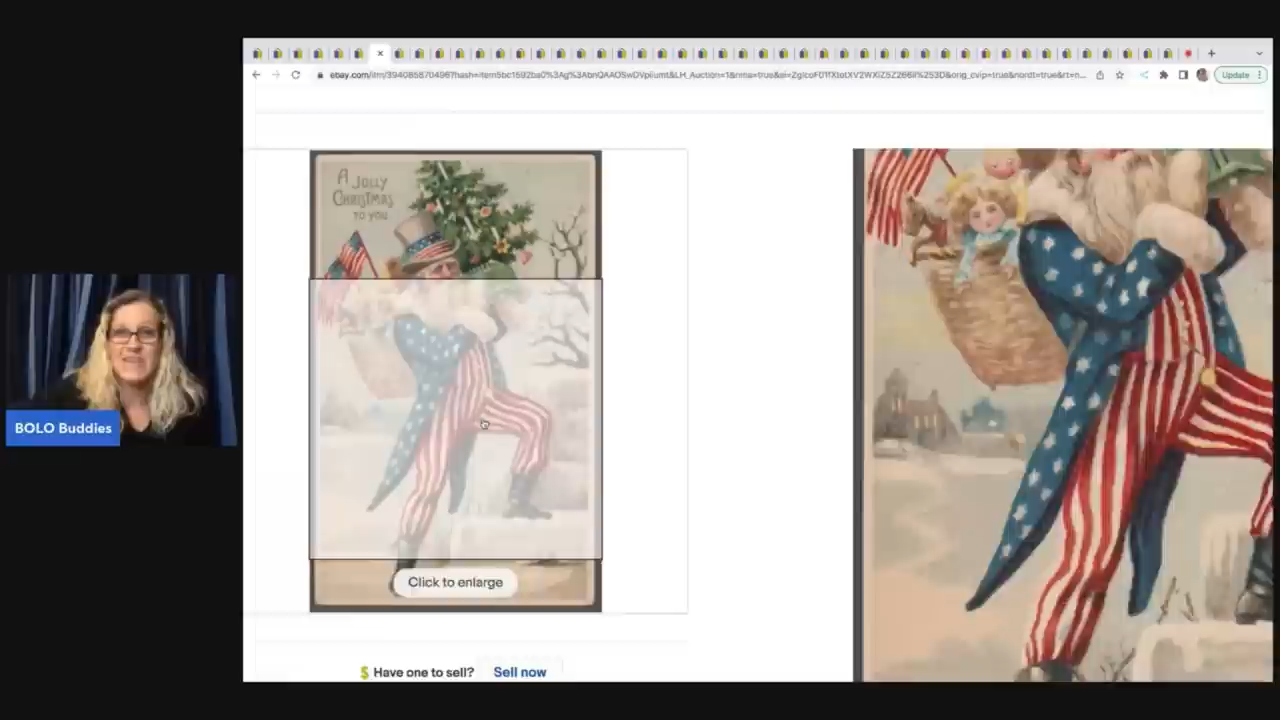 Update
A JOLLY
CHRISTMAS
TO YOU
BOLO Buddies
Click to enlarge
Have one to sell? Sell now